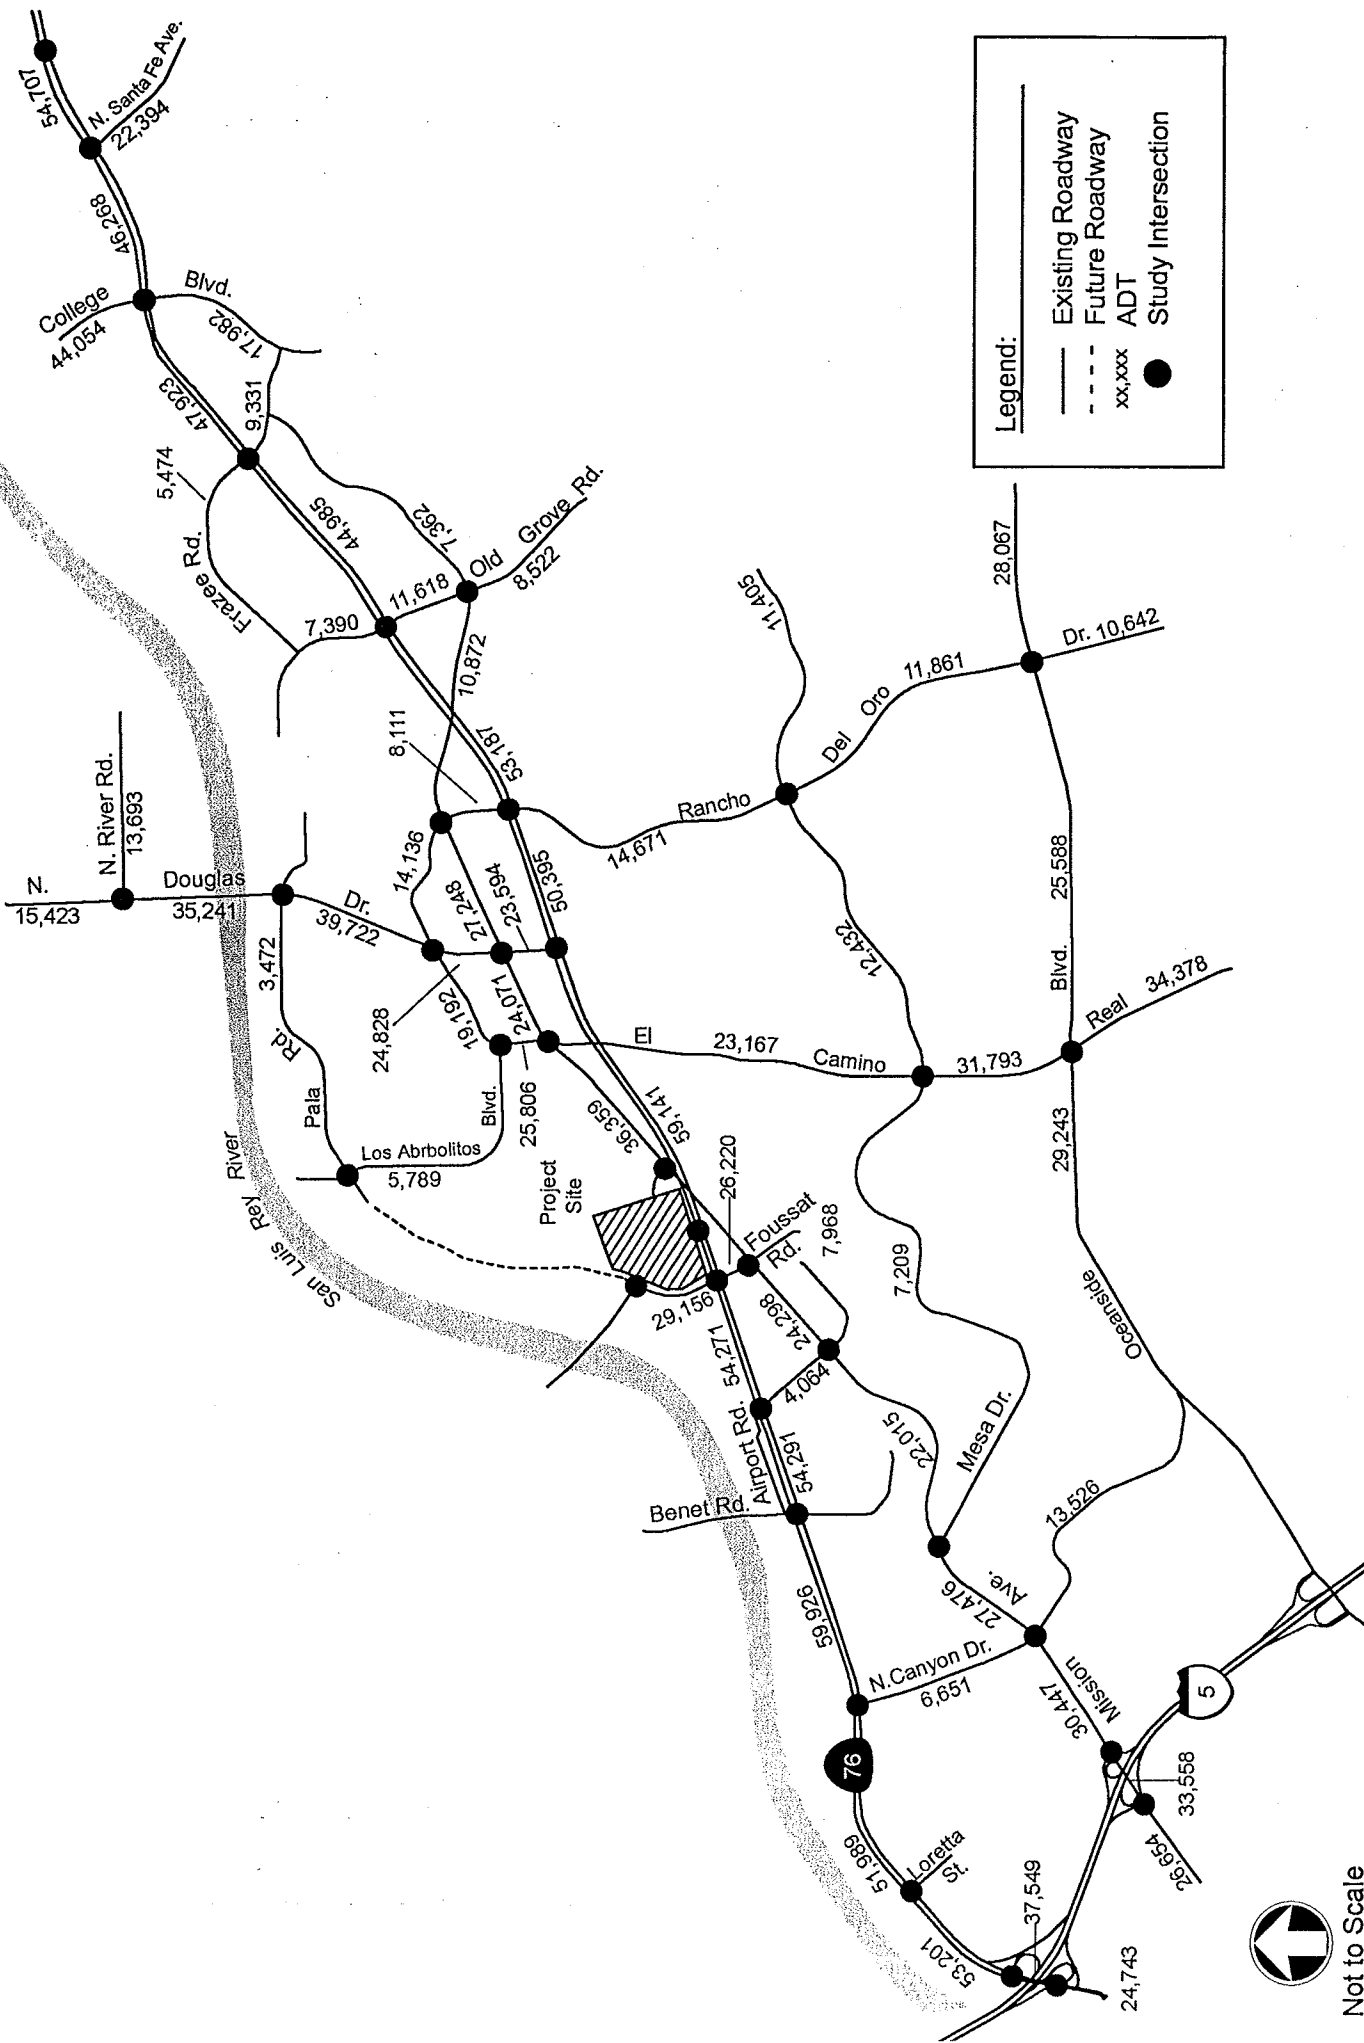 54,707
N. Santa Fe Ave.
22,394
46,268
College
Blvd.
44,054
17,982
47,923
9,331
5,474
Frazee Rd.
44,985
7,362
Old Grove Rd.
8,522
11,618
7,390
10,872
8,111
53,187
N. River Rd.
13,693
N. Douglas Dr.
15,423
35,241
39,722
14,136
27,248
23,594
50,395
3,472
Pala Rd.
24,828
19,192
24,071
25,806
Los Abrbolitos Blvd.
5,789
36,359
59,141
San Luis Rey River
Project
Site
26,220
Foussat
Rd.
7,968
29,156
54,271
24,298
4,064
Airport Rd.
54,291
22,015
Benet Rd.
59,926
N.Canyon Dr.
6,651
27,476
Mission Ave.
30,447
33,558
26,654
76
51,989
Loretta
St.
53,201
37,549
24,743
5
13,526
Mesa Dr.
7,209
Oceanside Blvd.
29,243
25,588
28,067
El Camino Real
23,167
31,793
34,378
12,432
11,405
Rancho Del Oro Dr.
14,671
11,861
10,642
Legend:
Existing Roadway
Future Roadway
xx,xxx ADT
Study Intersection
Not to Scale